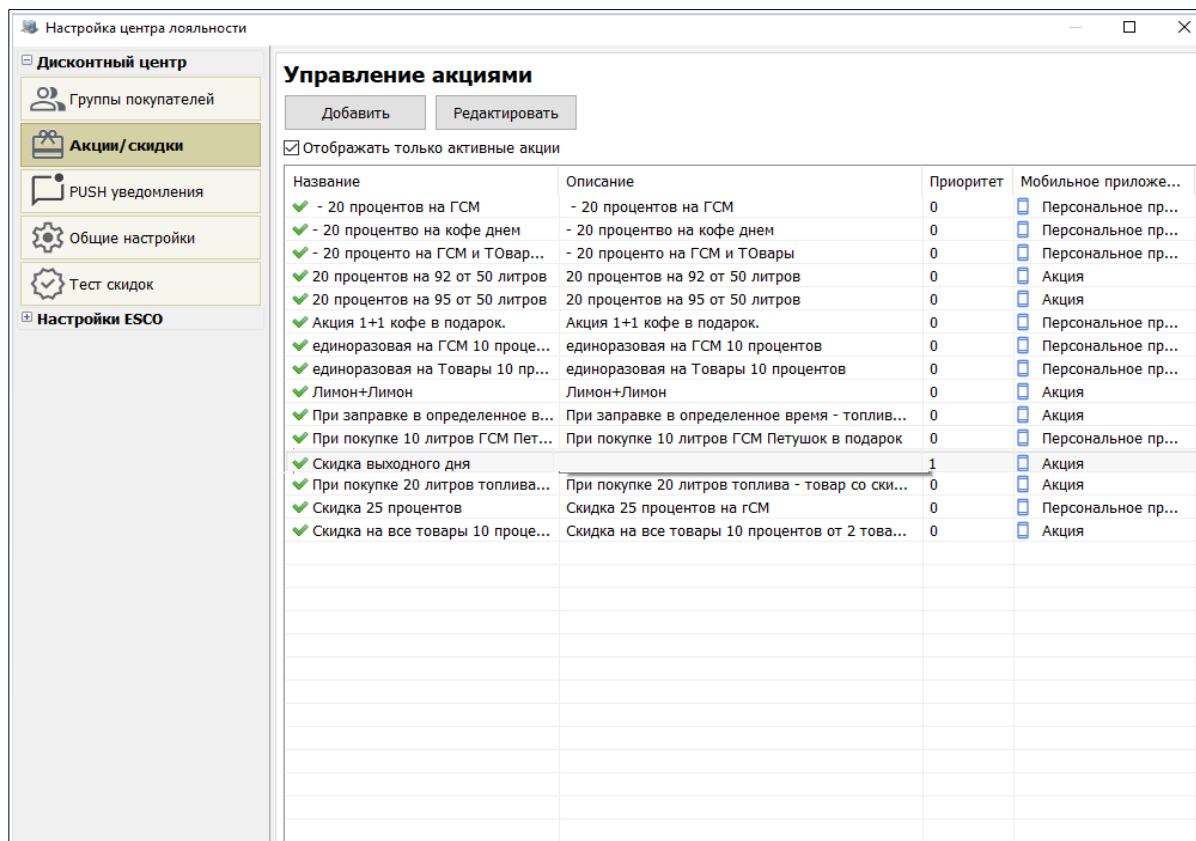 Настройка центра лояльности
Дисконтный центр
Группы покупателей
Акции/скидки
PUSH уведомления
Общие настройки
Тест скидок
Настройки ESCO
Управление акциями
Добавить Редактировать
Отображать только активные акции
Название Описание Приоритет Мобильное приложе...
- 20 процентов на ГСМ - 20 процентов на ГСМ 0 Персональное пр...
- 20 процентво на кофе днем - 20 процентво на кофе днем 0 Персональное пр...
- 20 проценто на ГСМ и ТОвар... - 20 проценто на ГСМ и ТОвары 0 Персональное пр...
20 процентов на 92 от 50 литров 20 процентов на 92 от 50 литров 0 Акция
20 процентов на 95 от 50 литров 20 процентов на 95 от 50 литров 0 Акция
Акция 1+1 кофе в подарок. Акция 1+1 кофе в подарок. 0 Персональное пр...
единоразовая на ГСМ 10 проце... единоразовая на ГСМ 10 процентов 0 Персональное пр...
единоразовая на Товары 10 пр... единоразовая на Товары 10 процентов 0 Персональное пр...
Лимон+Лимон Лимон+Лимон 0 Акция
При заправке в определенное в... При заправке в определенное время - топлив... 0 Акция
При покупке 10 литров ГСМ Пет... При покупке 10 литров ГСМ Петушок в подарок 0 Персональное пр...
Скидка выходного дня 1 Акция
При покупке 20 литров топлива... При покупке 20 литров топлива - товар со ски... 0 Акция
Скидка 25 процентов Скидка 25 процентов на гСМ 0 Персональное пр...
Скидка на все товары 10 проце... Скидка на все товары 10 процентов от 2 това... 0 Акция